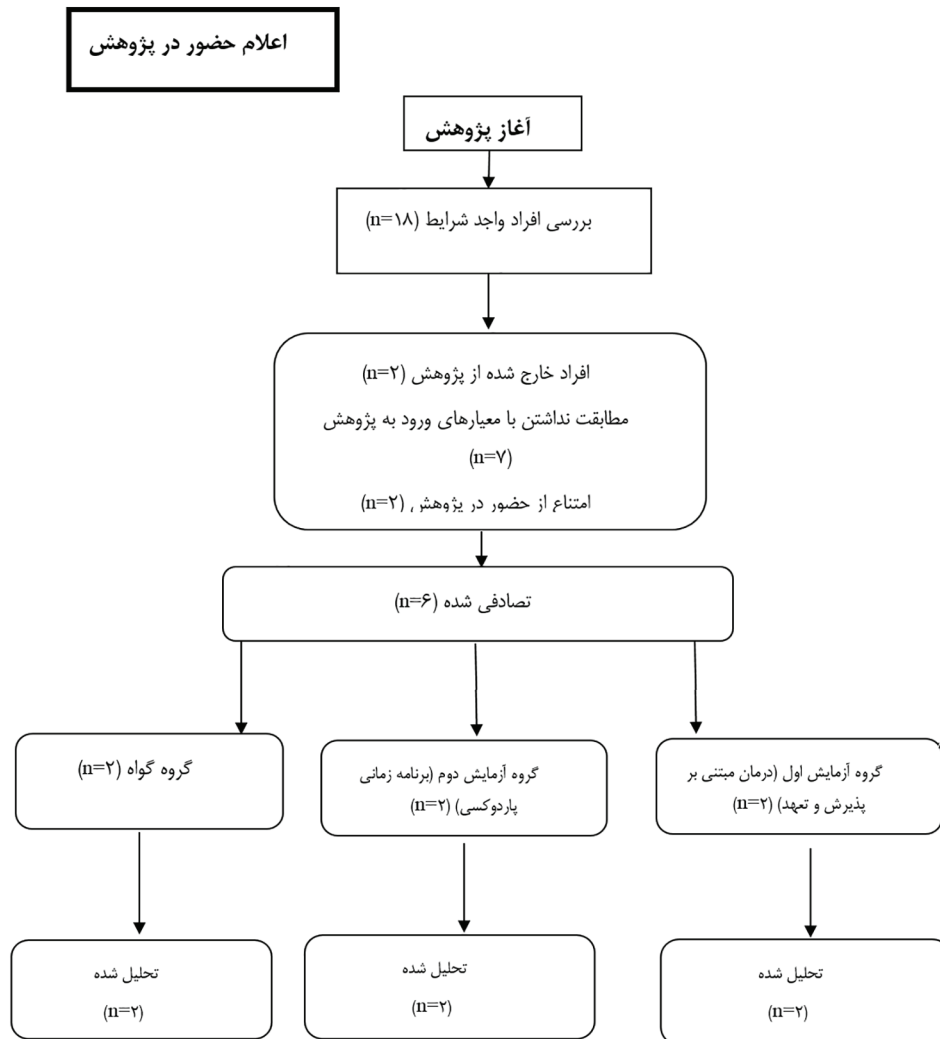 اعلام حضور در پژوهش
آغاز پژوهش
بررسی افراد واجد شرایط (n=۱۸)
افراد خارج شده از پژوهش (n=۲)
مطابقت نداشتن با معیارهای ورود به پژوهش
(n=۷)
امتناع از حضور در پژوهش (n=۲)
تصادفی شده (n=۶)
گروه آزمایش اول (درمان مبتنی بر
پذیرش و تعهد) (n=۲)
گروه آزمایش دوم (برنامه زمانی
پاردوکسی) (n=۲)
گروه گواه (n=۲)
تحلیل شده
(n=۲)
تحلیل شده
(n=۲)
تحلیل شده
(n=۲)